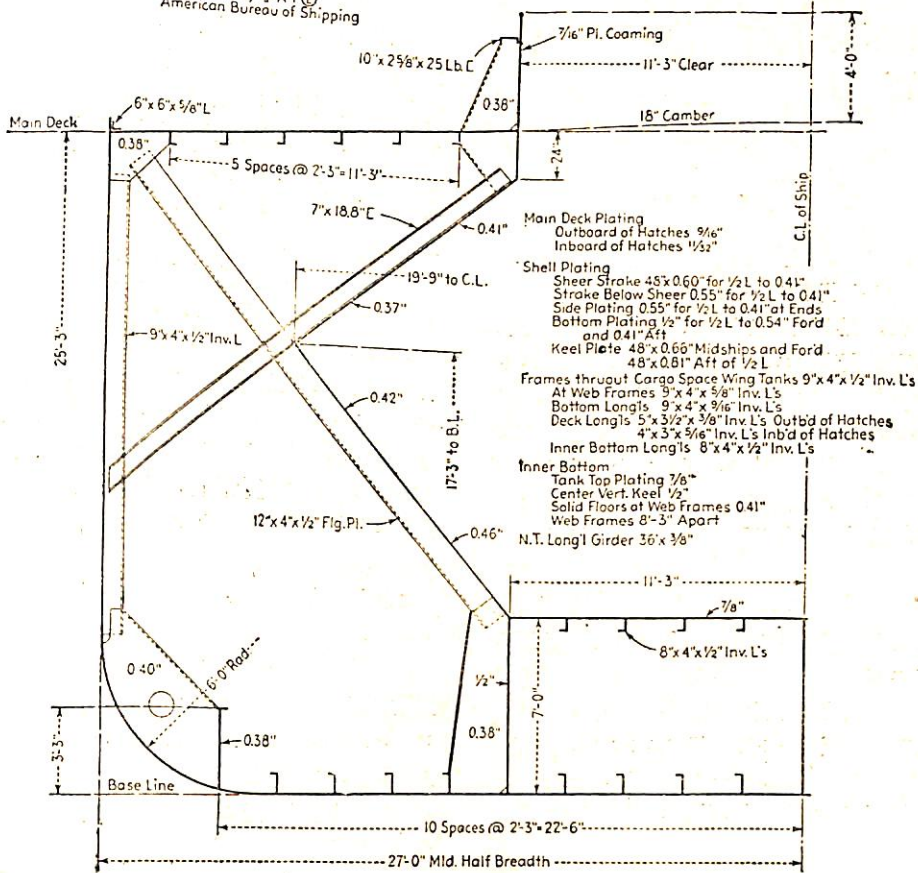 American Bureau of Shipping
7/16" Pl. Coaming
10"x 2 5/8"x 25 Lb. C
11'-3" Clear
4'-0"
0.38"
6"x 6"x 5/8" L
Main Deck
18" Camber
0.38"
5 Spaces @ 2'-3"=11'-3"
24"
7"x 18.8" C
0.41"
C.L. of Ship
Main Deck Plating
Outboard of Hatches 9/16"
Inboard of Hatches 11/32"
19'-9" to C.L.
Shell Plating
Sheer Strake 48"x 0.60" for 1/2 L to 0.41"
Strake Below Sheer 0.55" for 1/2 L to 0.41"
Side Plating 0.55" for 1/2 L to 0.41" at Ends
Bottom Plating 1/2" for 1/2 L to 0.54" For'd
and 0.41" Aft
Keel Plate 48"x 0.66" Midships and For'd
48"x 0.81" Aft of 1/2 L
0.37"
9"x 4"x 1/2" Inv. L
25'-3"
0.42"
17'-3" to B.L.
Frames thruout Cargo Space Wing Tanks 9"x 4"x 1/2" Inv. L's
At Web Frames 9"x 4"x 5/8" Inv. L's
Bottom Long'ls 9"x 4"x 9/16" Inv. L's
Deck Long'ls 5"x 3 1/2"x 3/8" Inv. L's Outb'd of Hatches
4"x 3"x 5/16" Inv. L's Inb'd of Hatches
Inner Bottom Long'ls 8"x 4"x 1/2" Inv. L's
Inner Bottom
Tank Top Plating 7/8"
Center Vert. Keel 1/2"
Solid Floors at Web Frames 0.41"
Web Frames 8'-3" Apart
N.T. Long'l Girder 36"x 3/8"
12"x 4"x 1/2" Flg. Pl.
0.46"
11'-3"
7/8"
8"x 4"x 1/2" Inv. L's
0.40"
6'-0" Rad.
1/2"
7'-0"
3'-3"
0.38"
0.38"
Base Line
10 Spaces @ 2'-3"=22'-6"
27'-0" Mld. Half Breadth